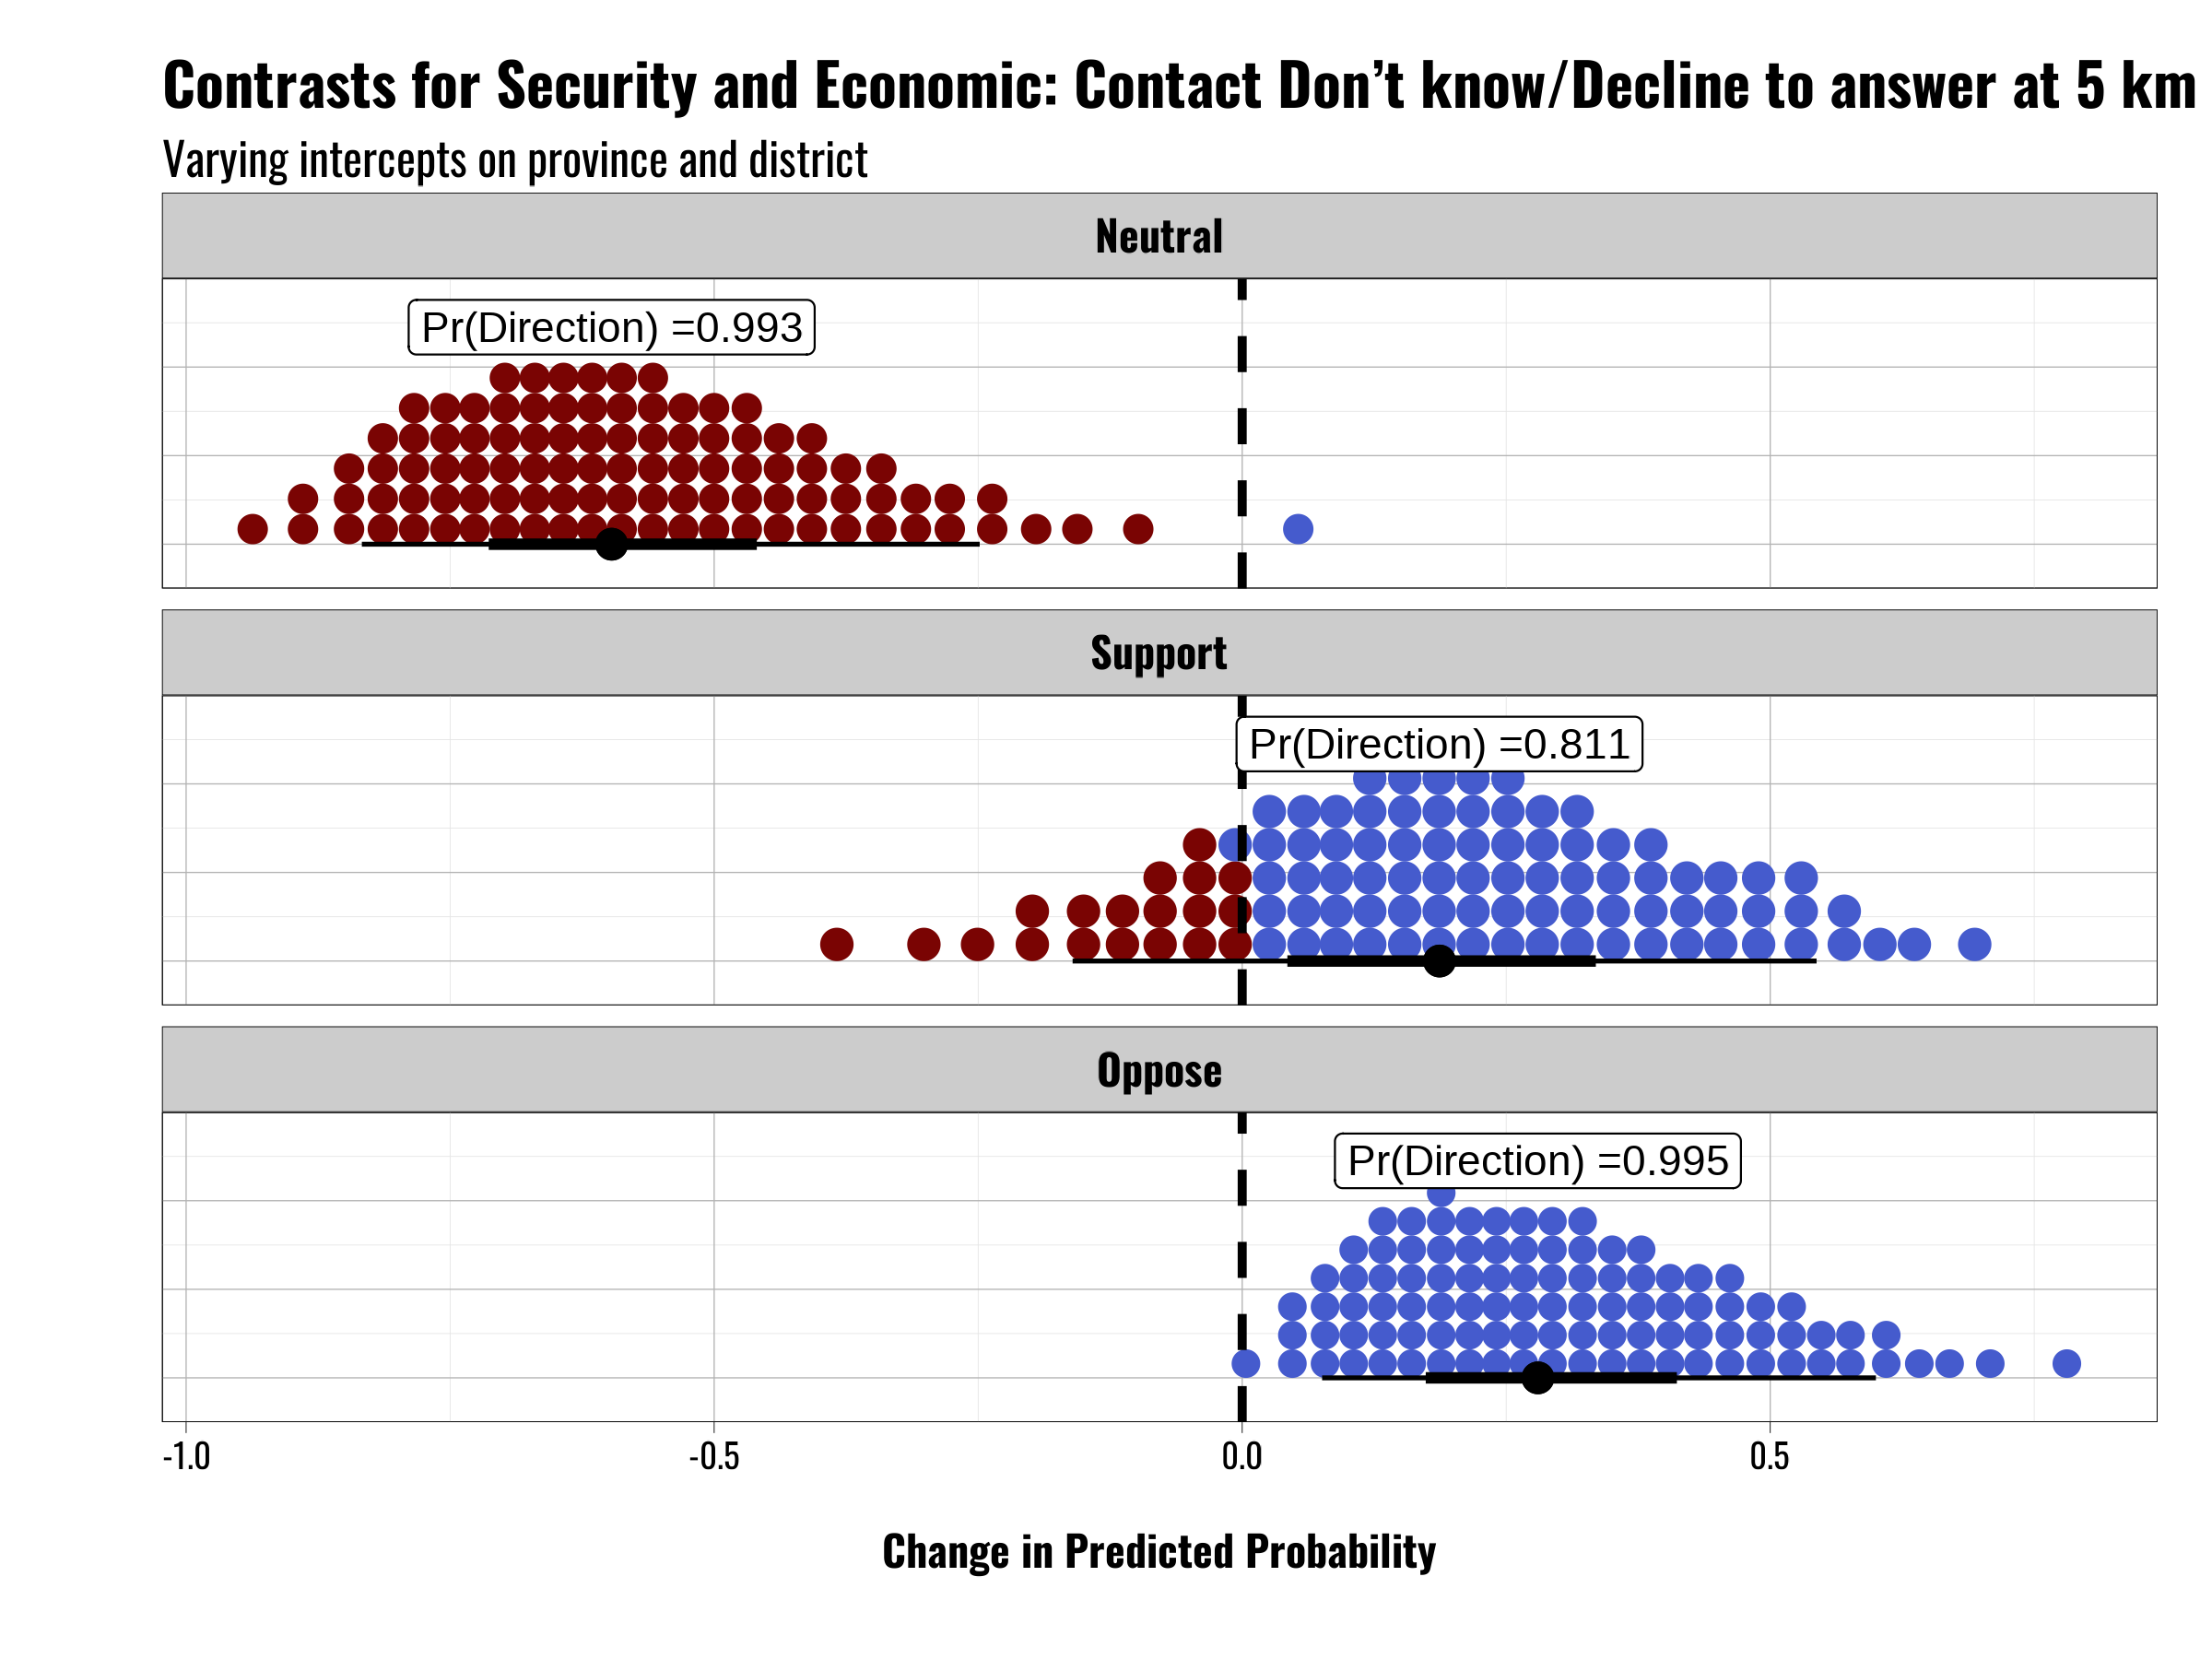 Contrasts for Security and Economic: Contact Don’t know/Decline to answer at 5 km
Varying intercepts on province and district
Neutral
Pr(Direction) =0.993
Support
Pr(Direction) =0.811
Oppose
Pr(Direction) =0.995
-1.0 -0.5 0.0 0.5
Change in Predicted Probability